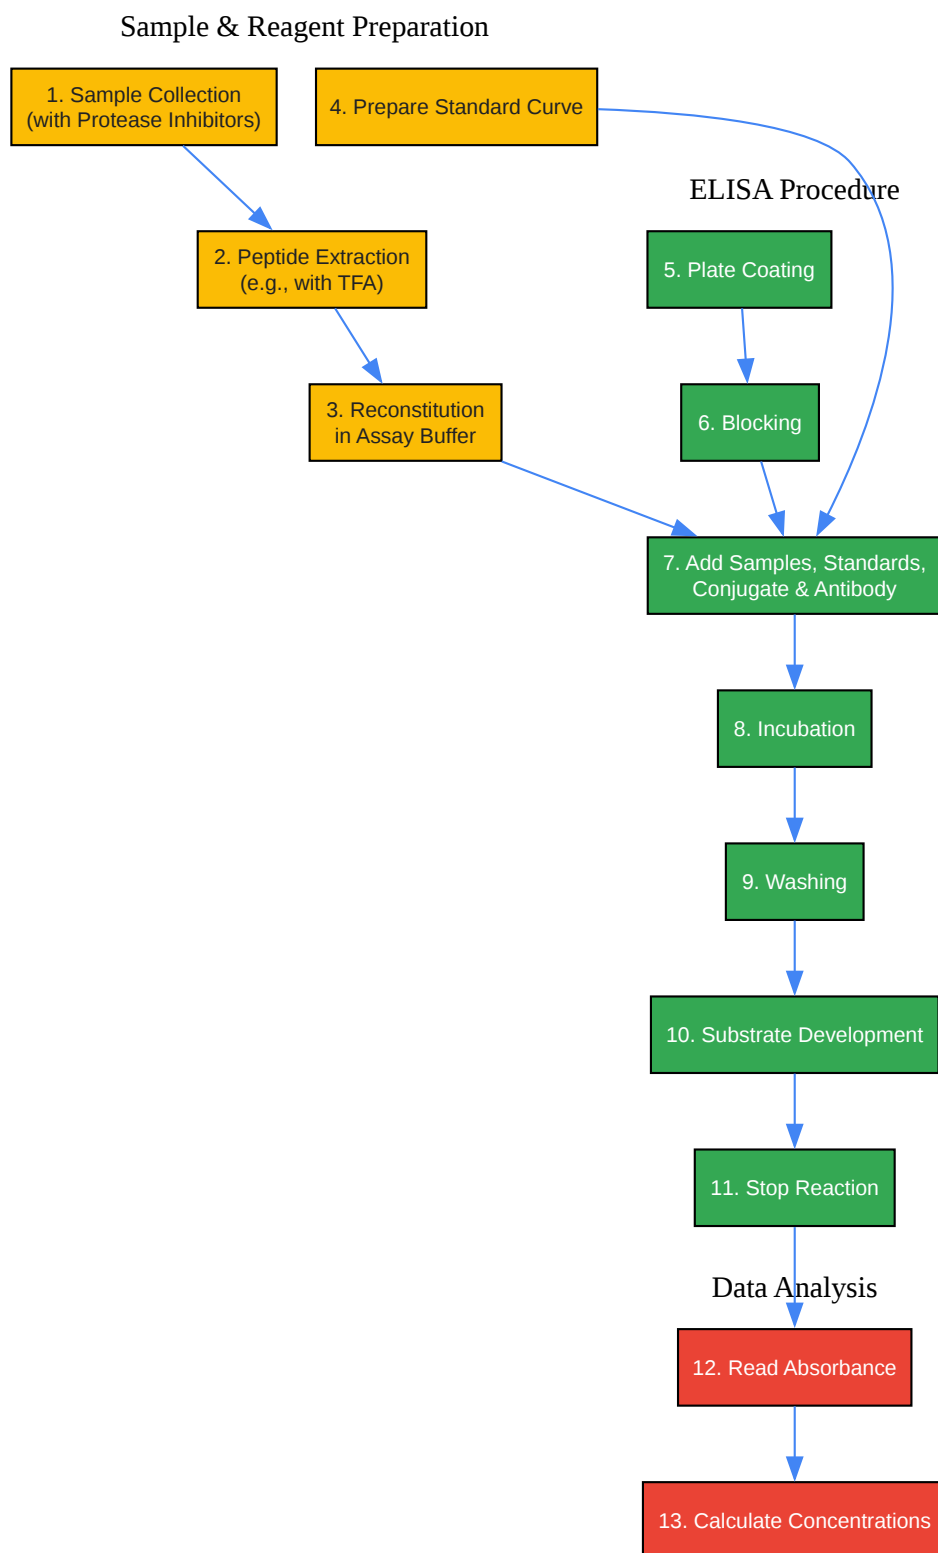 Sample & Reagent Preparation
1. Sample Collection
(with Protease Inhibitors)
4. Prepare Standard Curve
ELISA Procedure
2. Peptide Extraction
(e.g., with TFA)
5. Plate Coating
3. Reconstitution
in Assay Buffer
6. Blocking
7. Add Samples, Standards,
Conjugate & Antibody
8. Incubation
9. Washing
10. Substrate Development
11. Stop Reaction
Data Analysis
12. Read Absorbance
13. Calculate Concentrations